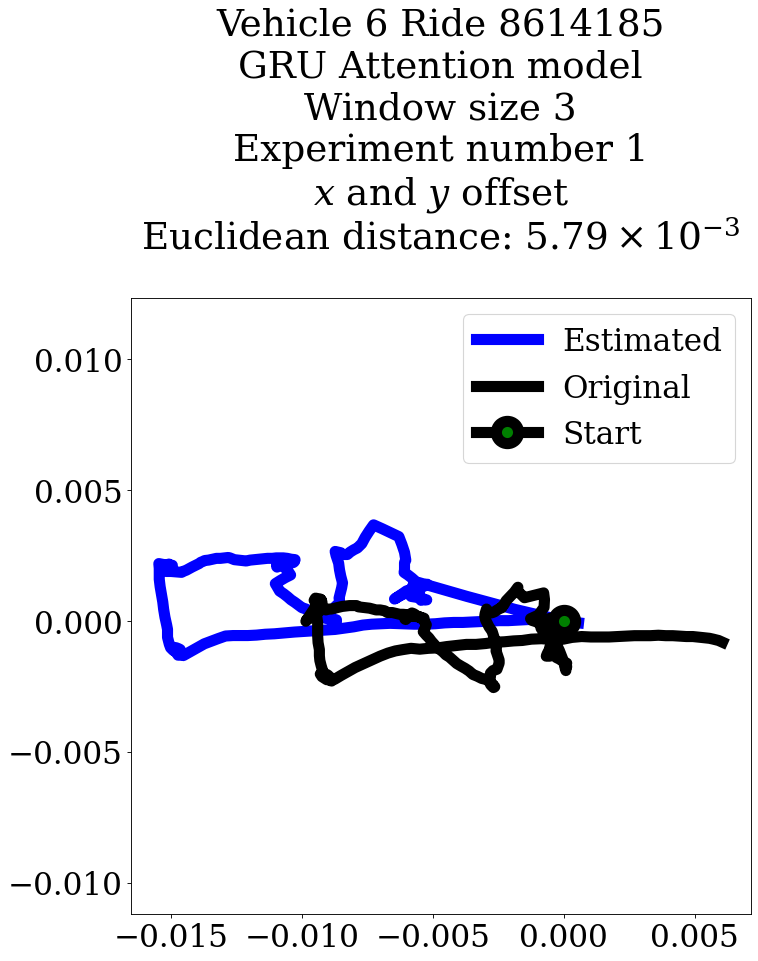 Vehicle 6 Ride 8614185
GRU Attention model
Window size 3
Experiment number 1
x and y offset
Euclidean distance: 5.79 × 10⁻³
Estimated
Original
Start
0.010
0.005
0.000
−0.005
−0.010
−0.015 −0.010 −0.005 0.000 0.005